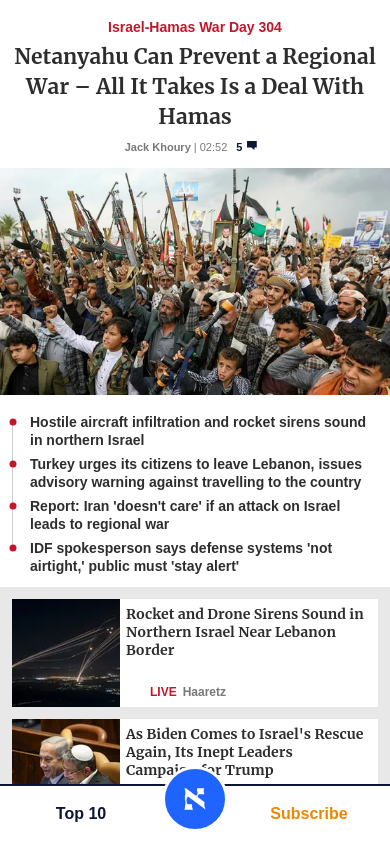 Israel-Hamas War Day 304
Netanyahu Can Prevent a Regional
War – All It Takes Is a Deal With
Hamas
Jack Khoury | 02:52 5
Hostile aircraft infiltration and rocket sirens sound
in northern Israel
Turkey urges its citizens to leave Lebanon, issues
advisory warning against travelling to the country
Report: Iran 'doesn't care' if an attack on Israel
leads to regional war
IDF spokesperson says defense systems 'not
airtight,' public must 'stay alert'
Rocket and Drone Sirens Sound in
Northern Israel Near Lebanon
Border
LIVE Haaretz
As Biden Comes to Israel's Rescue
Again, Its Inept Leaders
Campaign for Trump
Top 10
Subscribe